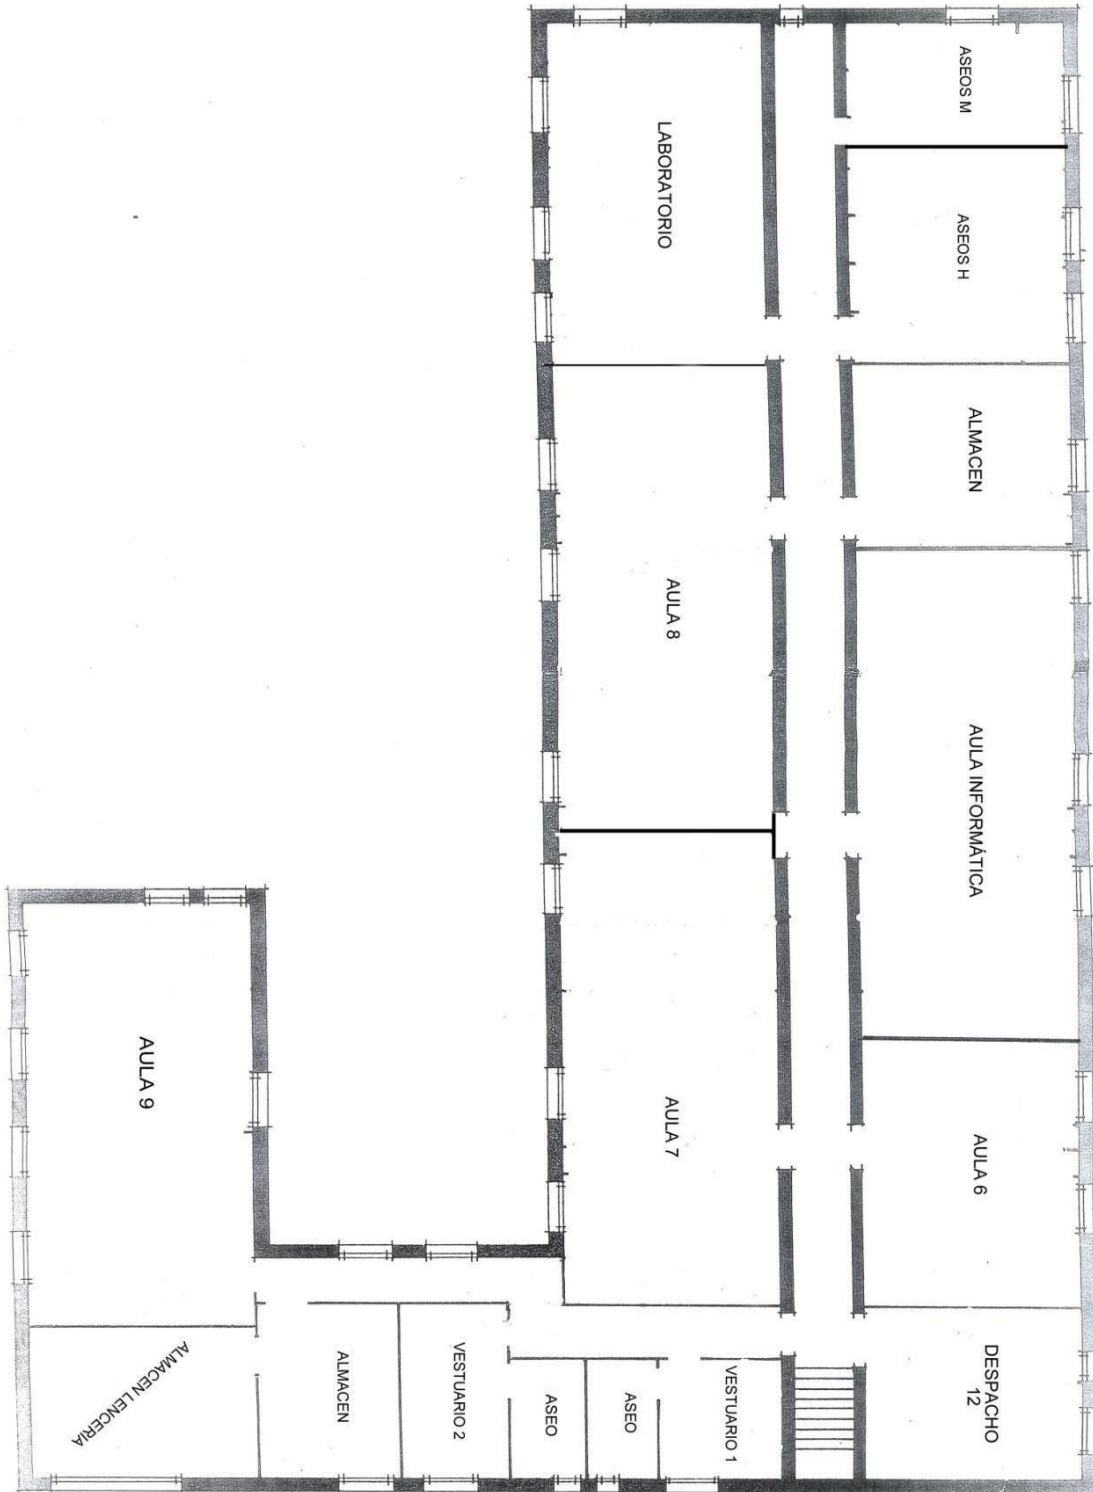 ASEOS M
LABORATORIO
ASEOS H
ALMACEN
AULA 8
AULA INFORMÁTICA
AULA 9
AULA 7
AULA 6
ALMACEN LENCERIA
ALMACEN
VESTUARIO 2
ASEO
ASEO
VESTUARIO 1
DESPACHO
12